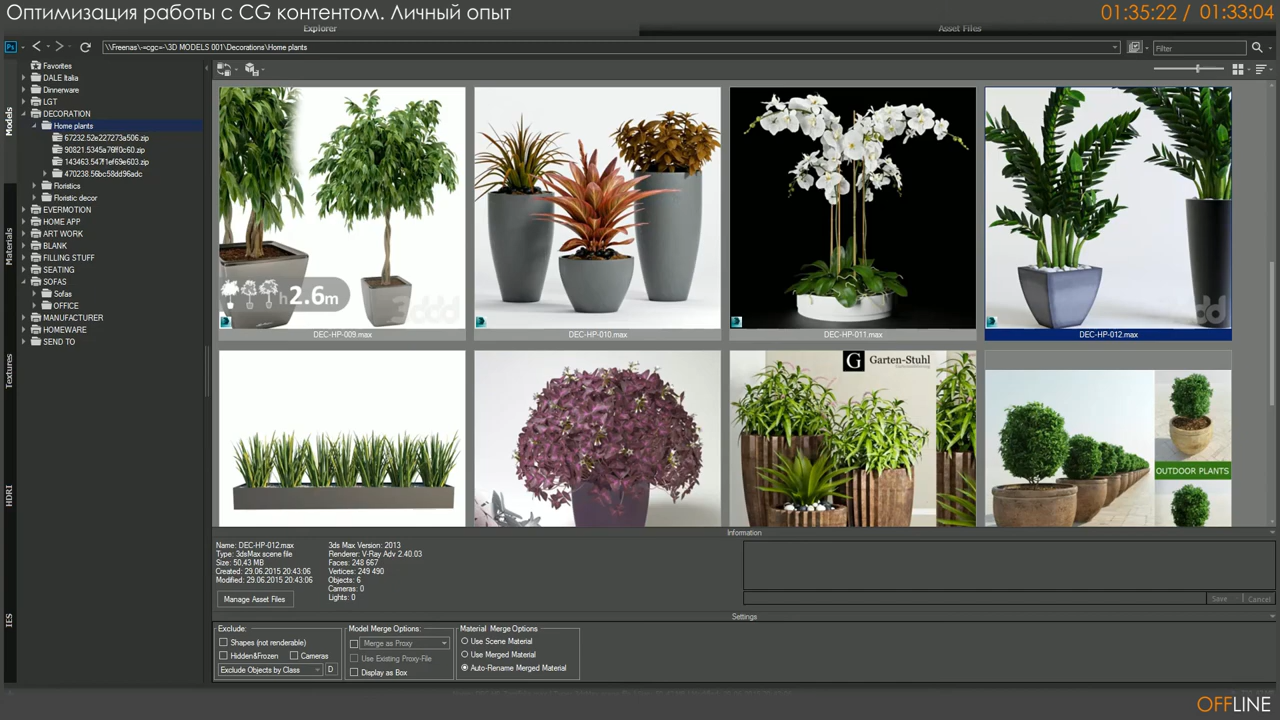 Оптимизация работы с CG контентом. Личный опыт
01:35:22 / 01:33:04
Explorer
Asset Files
Ps
\\Freenas\-=cgc=-\3D MODELS 001\Decorations\Home plants
Filter
Models
Materials
Textures
HDRI
IES
Favorites
DALE Italia
Dinnerware
LGT
DECORATION
Home plants
67232.52e227273a506.zip
90821.5345a76ff0c60.zip
143463.547f1ef69e603.zip
470238.56bc58dd96adc
Floristics
Floristic decor
EVERMOTION
HOME APP
ART WORK
BLANK
FILLING STUFF
SEATING
SOFAS
Sofas
OFFICE
MANUFACTURER
HOMEWARE
SEND TO
h2.6m
3ddd
DEC-HP-009.max
DEC-HP-010.max
DEC-HP-011.max
DEC-HP-012.max
G Garten-Stuhl
OUTDOOR PLANTS
Information
Name: DEC-HP-012.max
Type: 3dsMax scene file
Size: 50,43 MB
Created: 29.06.2015 20:43:06
Modified: 29.06.2015 20:43:06
3ds Max Version: 2013
Renderer: V-Ray Adv 2.40.03
Faces: 248 667
Vertices: 249 490
Objects: 6
Cameras: 0
Lights: 0
Manage Asset Files
Save
Cancel
Settings
Exclude:
Shapes (not renderable)
Hidden&Frozen
Cameras
Exclude Objects by Class
D
Model Merge Options:
Merge as Proxy
Use Existing Proxy-File
Display as Box
Material Merge Options
Use Scene Material
Use Merged Material
Auto-Rename Merged Material
OFFLINE